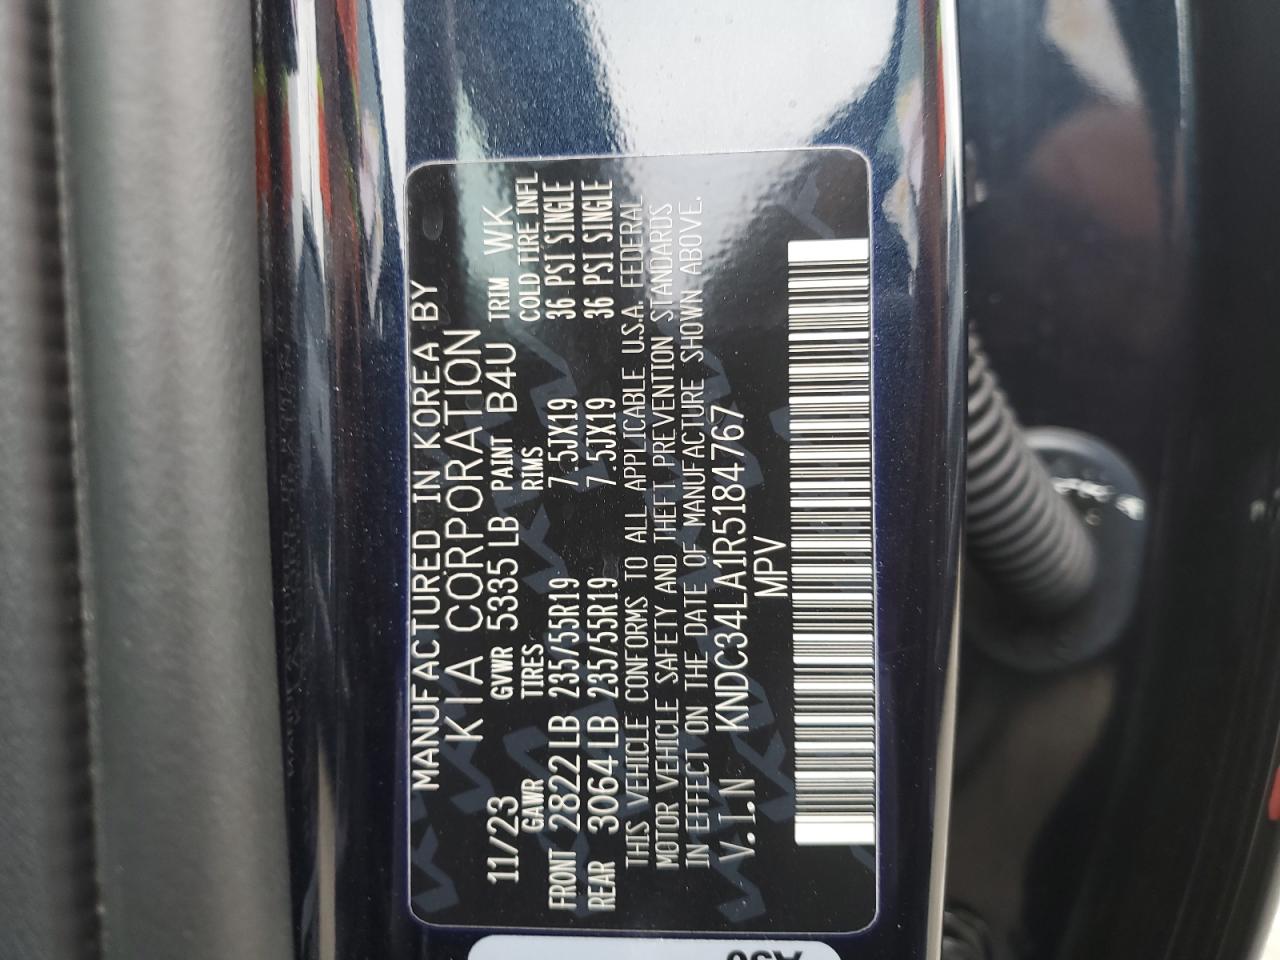 MANUFACTURED IN KOREA BY
KIA CORPORATION
11/23 GVWR 5335 LB PAINT B4U TRIM WK
GAWR TIRES RIMS COLD TIRE INFL
FRONT 2822 LB 235/55R19 7.5JX19 36 PSI SINGLE
REAR 3064 LB 235/55R19 7.5JX19 36 PSI SINGLE
THIS VEHICLE CONFORMS TO ALL APPLICABLE U.S.A. FEDERAL
MOTOR VEHICLE SAFETY AND THEFT PREVENTION STANDARDS
IN EFFECT ON THE DATE OF MANUFACTURE SHOWN ABOVE.
V.I.N KNDC34LA1R5184767
MPV